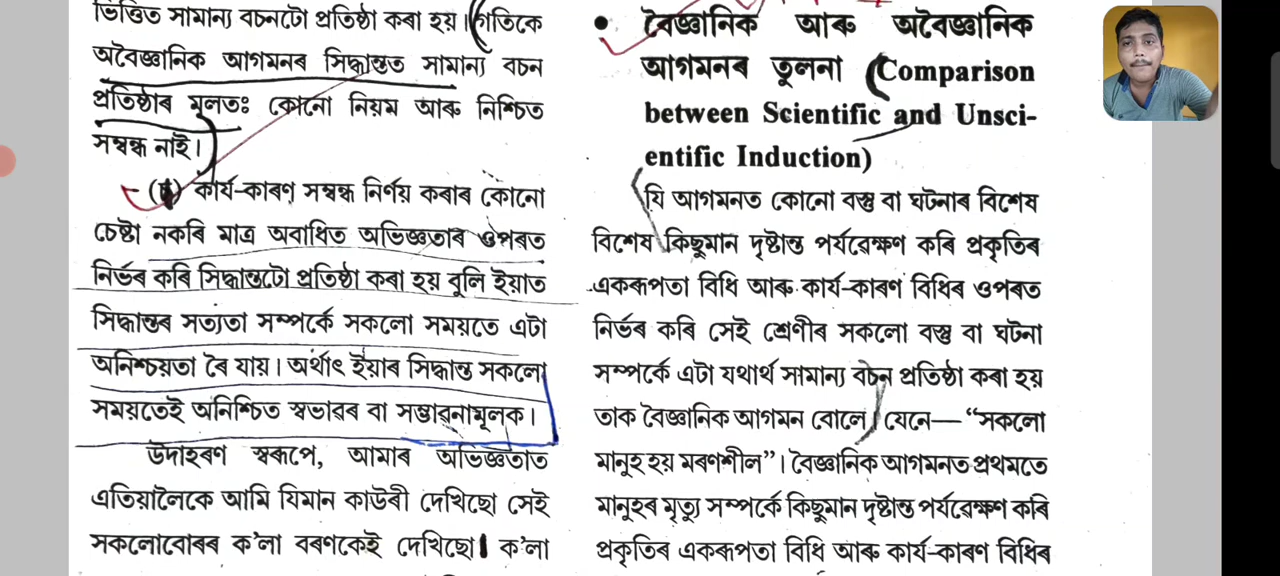 ভিত্তিত সামান্য বচনটো প্ৰতিষ্ঠা কৰা হয়। গতিকে
অবৈজ্ঞানিক আগমনৰ সিদ্ধান্তত সামান্য বচন
প্ৰতিষ্ঠাৰ মূলতঃ কোনো নিয়ম আৰু নিশ্চিত
সম্বন্ধ নাই।
কাৰ্য-কাৰণ সম্বন্ধ নিৰ্ণয় কৰাৰ কোনো
চেষ্টা নকৰি মাত্ৰ অবাধিত অভিজ্ঞতাৰ ওপৰত
নিৰ্ভৰ কৰি সিদ্ধান্তটো প্ৰতিষ্ঠা কৰা হয় বুলি ইয়াত
সিদ্ধান্তৰ সত্যতা সম্পৰ্কে সকলো সময়তে এটা
অনিশ্চয়তা ৰৈ যায়। অৰ্থাৎ ইয়াৰ সিদ্ধান্ত সকলো
সময়তেই অনিশ্চিত স্বভাৱৰ বা সম্ভাৱনামূলক।
উদাহৰণ স্বৰূপে, আমাৰ অভিজ্ঞতাত
এতিয়ালৈকে আমি যিমান কাউৰী দেখিছো সেই
সকলোবোৰৰ ক'লা বৰণকেই দেখিছো। ক'লা
• বৈজ্ঞানিক আৰু অবৈজ্ঞানিক
আগমনৰ তুলনা (Comparison
between Scientific and Unsci-
entific Induction)
যি আগমনত কোনো বস্তু বা ঘটনাৰ বিশেষ
বিশেষ কিছুমান দৃষ্টান্ত পৰ্যৱেক্ষণ কৰি প্ৰকৃতিৰ
একৰূপতা বিধি আৰু কাৰ্য-কাৰণ বিধিৰ ওপৰত
নিৰ্ভৰ কৰি সেই শ্ৰেণীৰ সকলো বস্তু বা ঘটনা
সম্পৰ্কে এটা যথাৰ্থ সামান্য বচন প্ৰতিষ্ঠা কৰা হয়
তাক বৈজ্ঞানিক আগমন বোলে। যেনে— “সকলো
মানুহ হয় মৰণশীল”। বৈজ্ঞানিক আগমনত প্ৰথমতে
মানুহৰ মৃত্যু সম্পৰ্কে কিছুমান দৃষ্টান্ত পৰ্যৱেক্ষণ কৰি
প্ৰকৃতিৰ একৰূপতা বিধি আৰু কাৰ্য-কাৰণ বিধিৰ